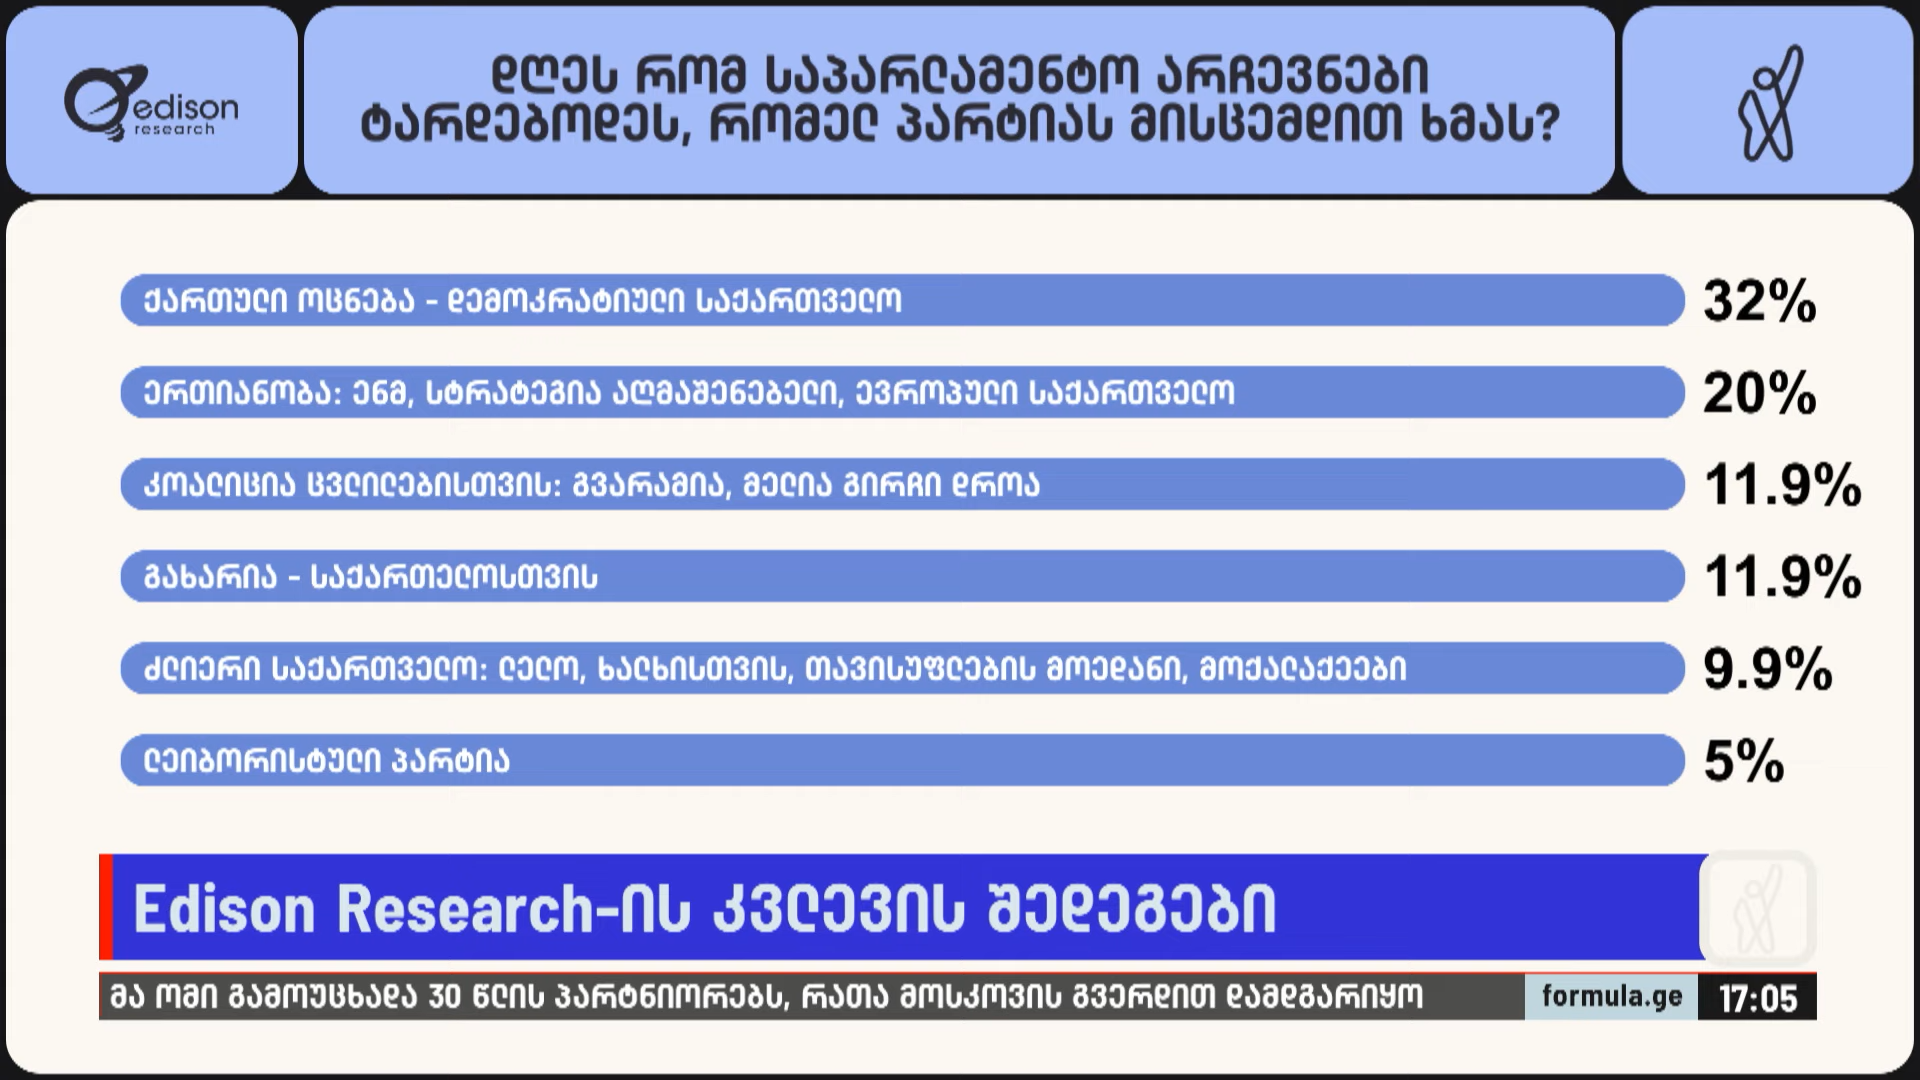 edison
research
დღეს რომ საპარლამენტო არჩევნები
ტარდებოდეს, რომელ პარტიას მისცემდით ხმას?
ქართული ოცნება - დემოკრატიული საქართველო 32%
ერთიანობა: ენმ, სტრატეგია აღმაშენებელი, ევროპული საქართველო 20%
კოალიცია ცვლილებისთვის: გვარამია, მელია გირჩი დროა 11.9%
გახარია - საქართელოსთვის 11.9%
ძლიერი საქართველო: ლელო, ხალხისთვის, თავისუფლების მოედანი, მოქალაქეები 9.9%
ლეიბორისტული პარტია 5%
Edison Research-ის კვლევის შედეგები
მა ომი გამოუცხადა 30 წლის პარტნიორებს, რათა მოსკოვის გვერდით დამდგარიყო formula.ge 17:05